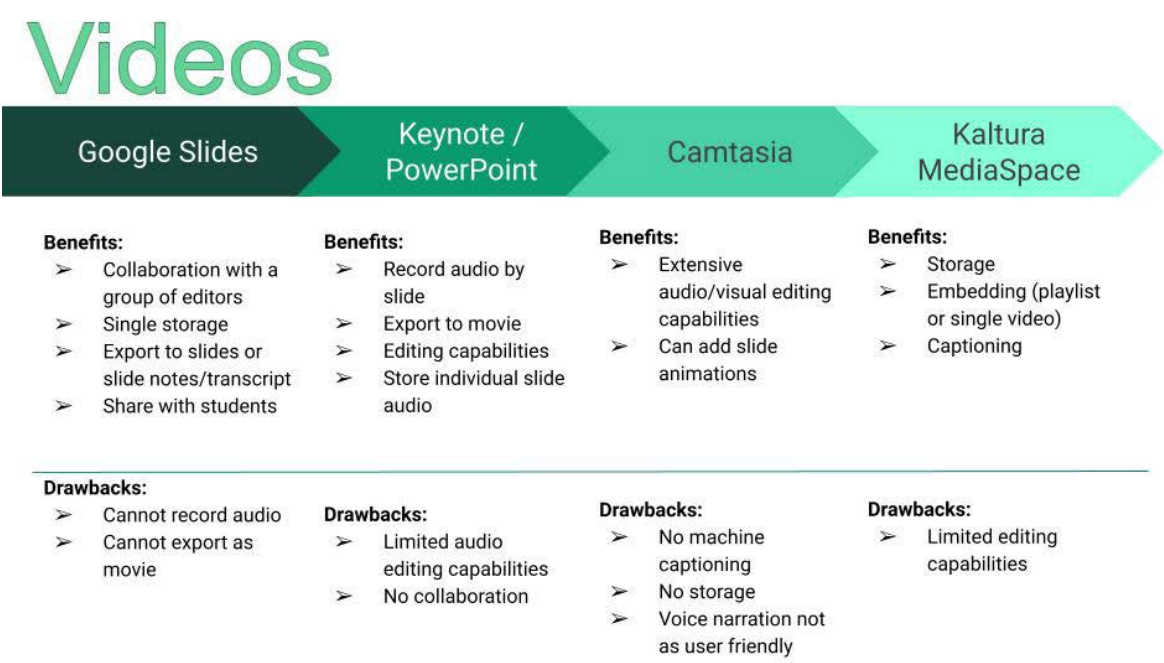 Videos
Google Slides
Keynote /
PowerPoint
Camtasia
Kaltura
MediaSpace
Benefits:
➢ Collaboration with a
group of editors
➢ Single storage
➢ Export to slides or
slide notes/transcript
➢ Share with students
Benefits:
➢ Record audio by
slide
➢ Export to movie
➢ Editing capabilities
➢ Store individual slide
audio
Benefits:
➢ Extensive
audio/visual editing
capabilities
➢ Can add slide
animations
Benefits:
➢ Storage
➢ Embedding (playlist
or single video)
➢ Captioning
Drawbacks:
➢ Cannot record audio
➢ Cannot export as
movie
Drawbacks:
➢ Limited audio
editing capabilities
➢ No collaboration
Drawbacks:
➢ No machine
captioning
➢ No storage
➢ Voice narration not
as user friendly
Drawbacks:
➢ Limited editing
capabilities